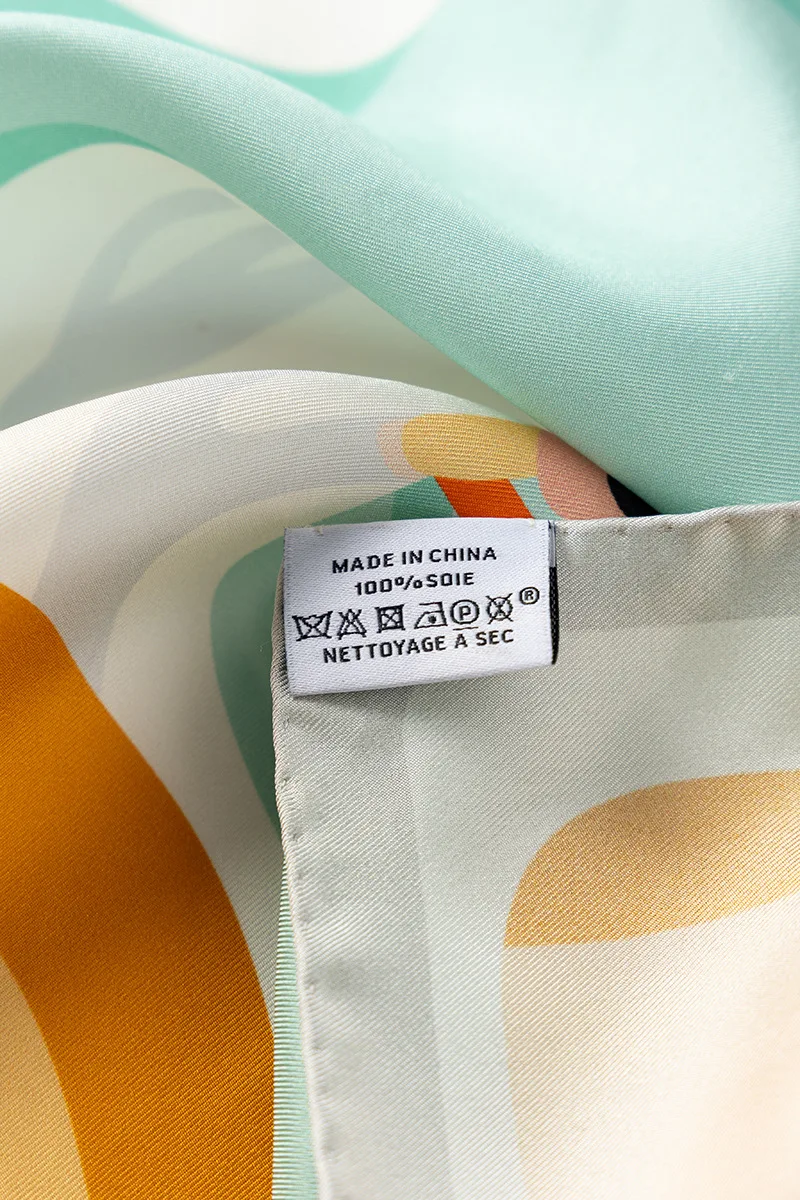 MADE IN CHINA
100% SOIE
P ®
NETTOYAGE À SEC